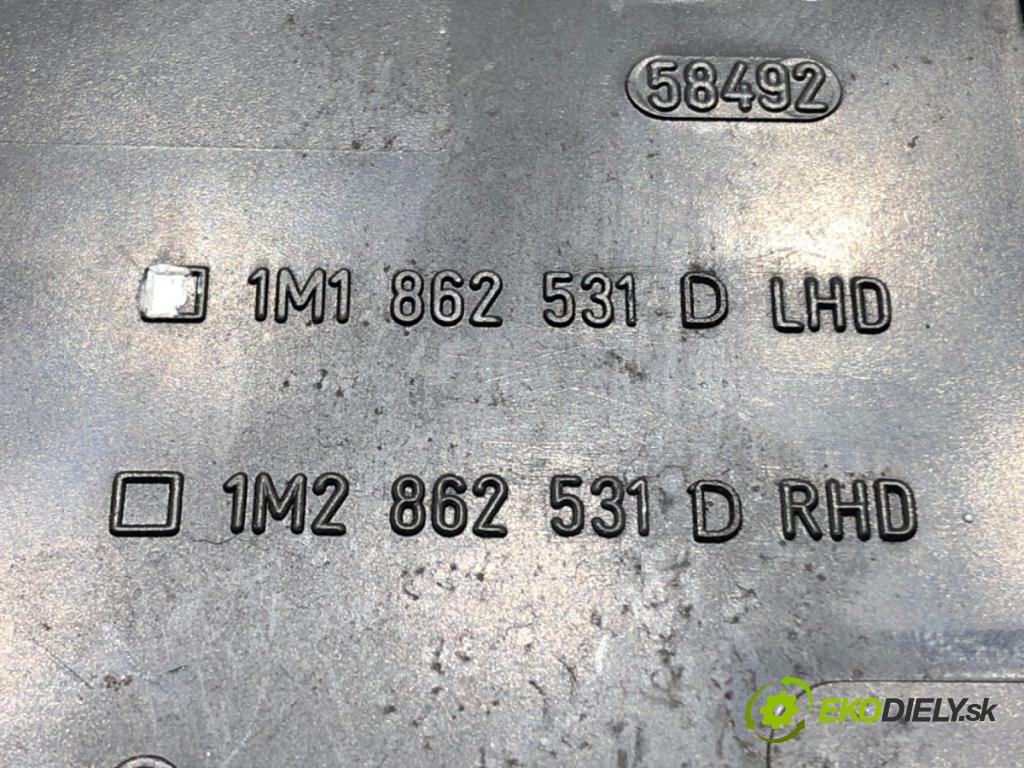 58492
1M1 862 531 D LHD
1M2 862 531 D RHD
EKODIELY.sk